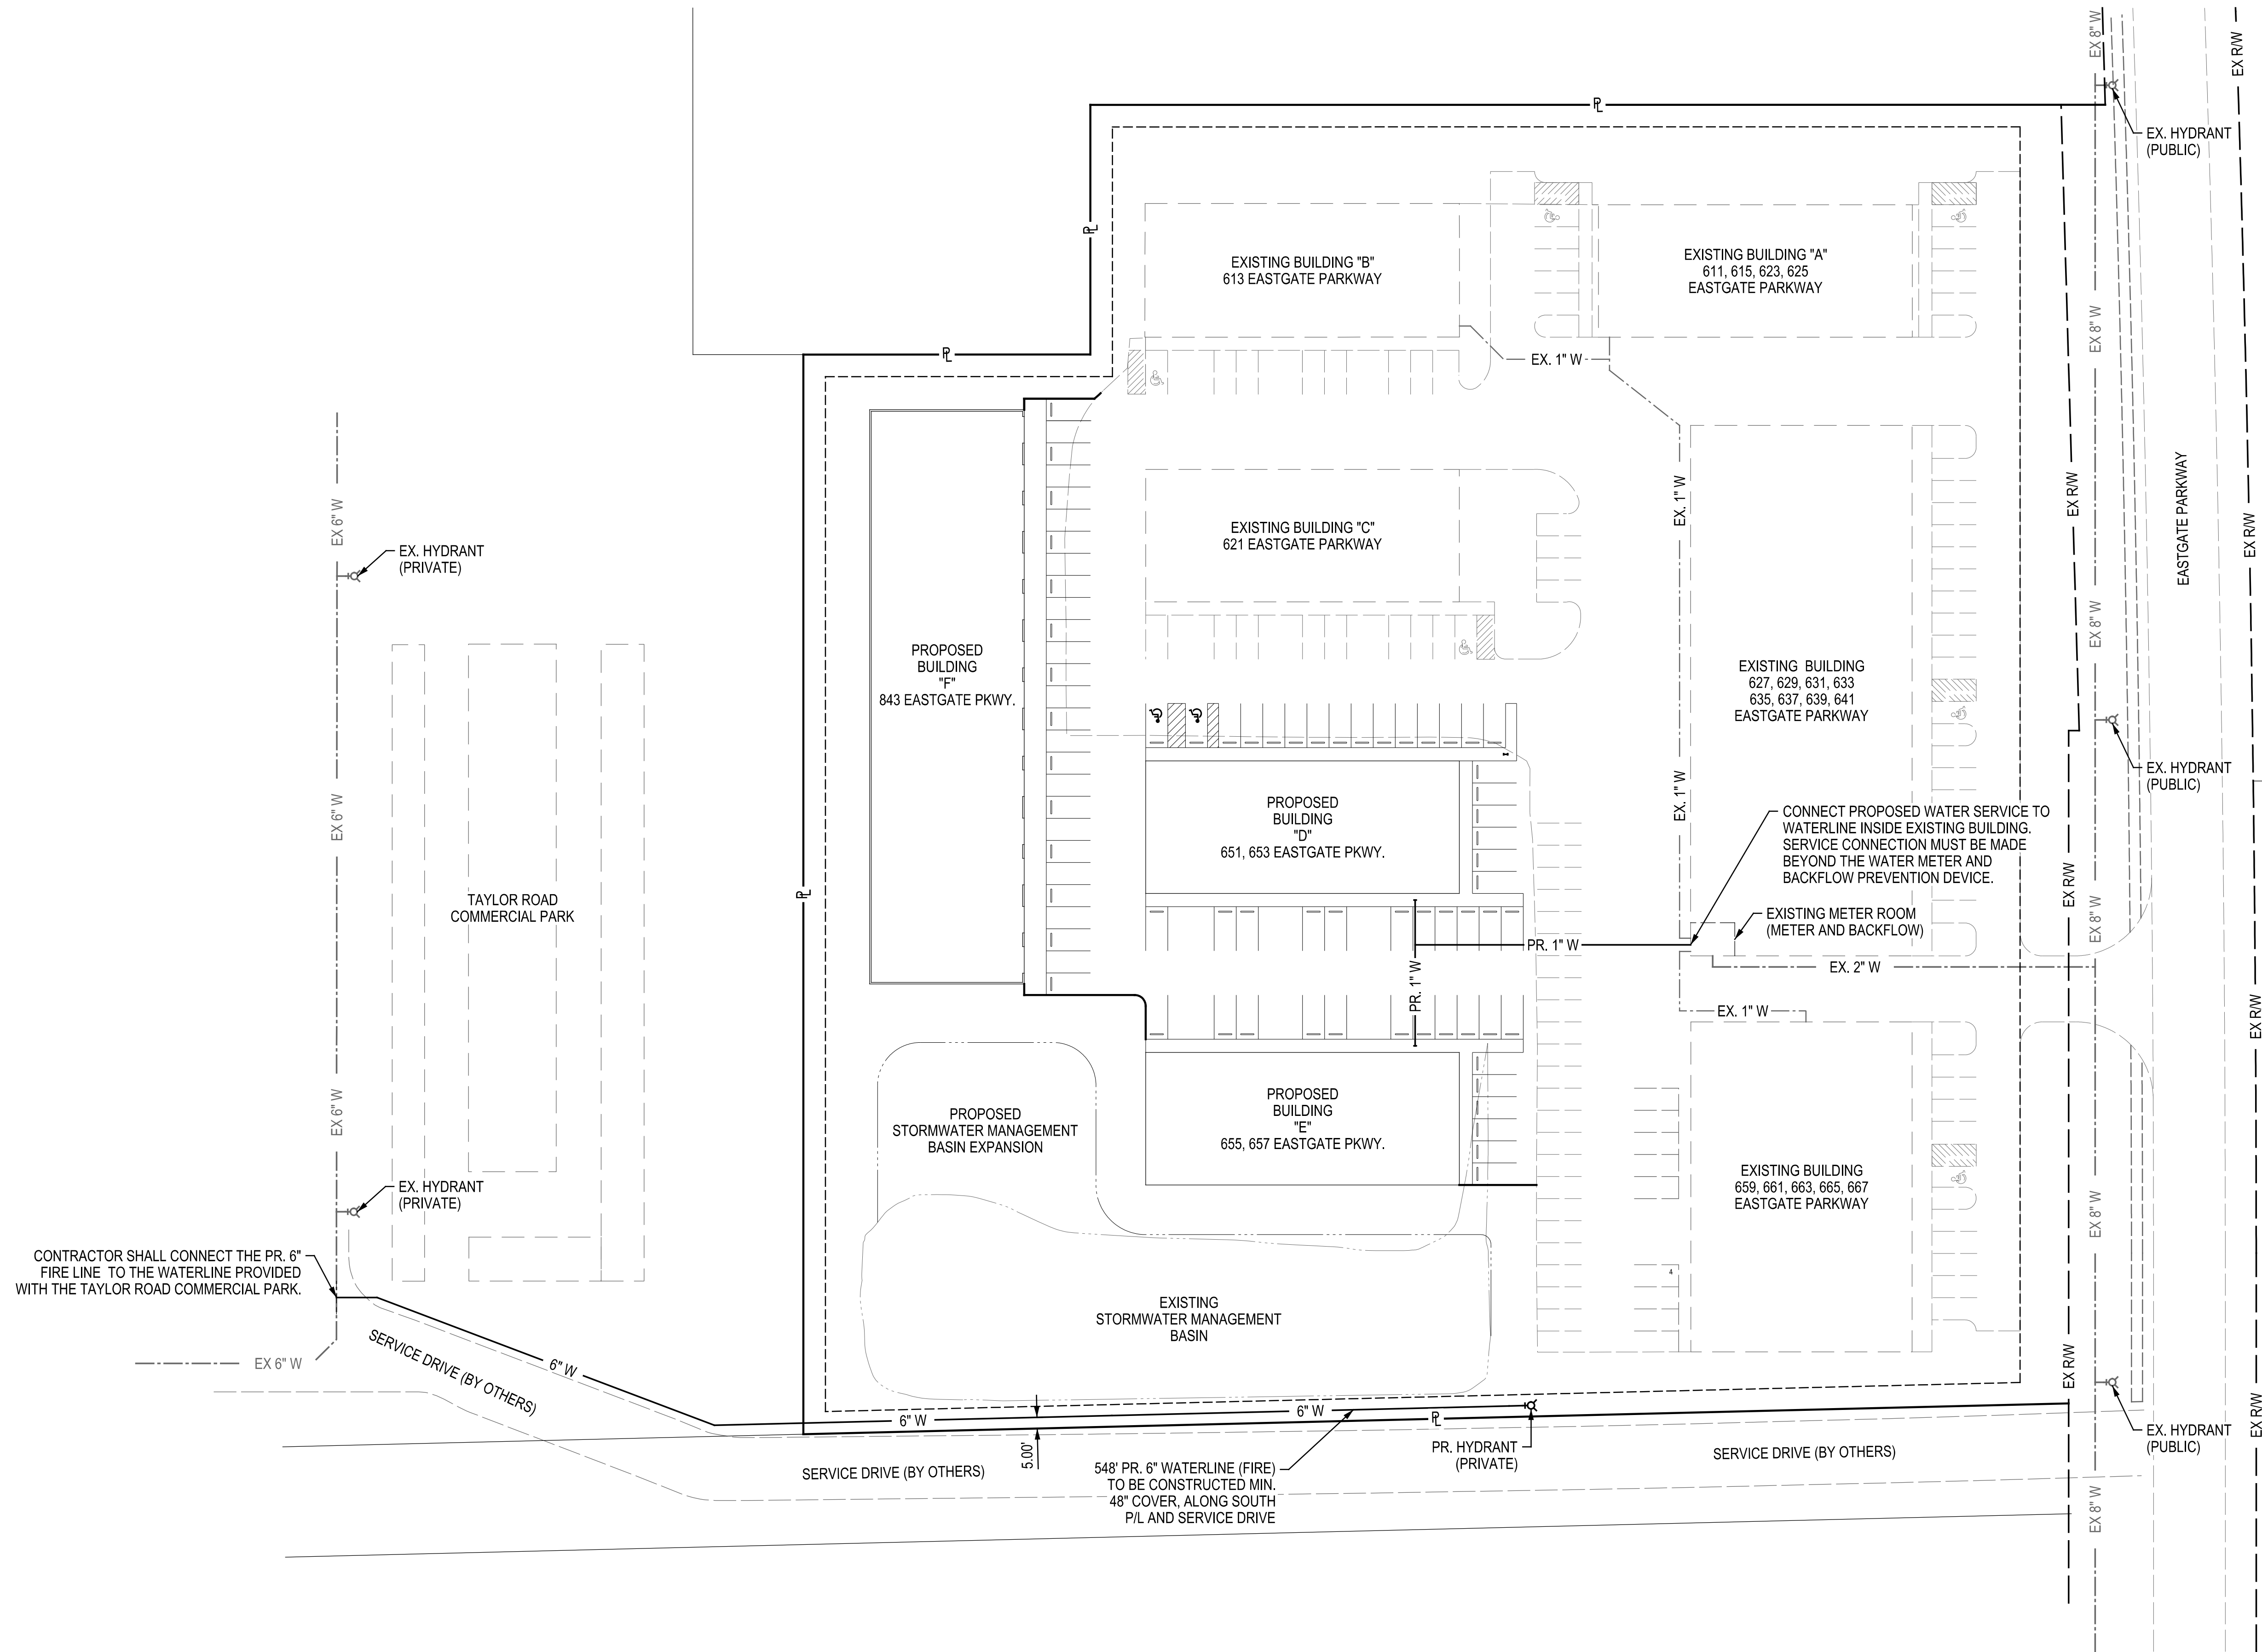 EX 8" W
EX R/W
EX R/W
PL
EX. HYDRANT
(PUBLIC)
PL
EXISTING BUILDING "B"
613 EASTGATE PARKWAY
EXISTING BUILDING "A"
611, 615, 623, 625
EASTGATE PARKWAY
EX 8" W
PL
EX. 1" W
EX 6" W
EX. HYDRANT
(PRIVATE)
EXISTING BUILDING "C"
621 EASTGATE PARKWAY
EX. 1" W
EX R/W
EASTGATE PARKWAY
EX R/W
EX 8" W
PROPOSED
BUILDING
"F"
843 EASTGATE PKWY.
EXISTING BUILDING
627, 629, 631, 633
635, 637, 639, 641
EASTGATE PARKWAY
EX. HYDRANT
(PUBLIC)
EX 6" W
PROPOSED
BUILDING
"D"
651, 653 EASTGATE PKWY.
EX. 1" W
CONNECT PROPOSED WATER SERVICE TO
WATERLINE INSIDE EXISTING BUILDING.
SERVICE CONNECTION MUST BE MADE
BEYOND THE WATER METER AND
BACKFLOW PREVENTION DEVICE.
TAYLOR ROAD
COMMERCIAL PARK
PL
EX R/W
EX 8" W
EXISTING METER ROOM
(METER AND BACKFLOW)
PR. 1" W
EX. 2" W
PR. 1" W
EX. 1" W
EX R/W
EX 6" W
PROPOSED
STORMWATER MANAGEMENT
BASIN EXPANSION
PROPOSED
BUILDING
"E"
655, 657 EASTGATE PKWY.
EXISTING BUILDING
659, 661, 663, 665, 667
EASTGATE PARKWAY
EX 8" W
EX. HYDRANT
(PRIVATE)
CONTRACTOR SHALL CONNECT THE PR. 6"
FIRE LINE TO THE WATERLINE PROVIDED
WITH THE TAYLOR ROAD COMMERCIAL PARK.
4
EXISTING
STORMWATER MANAGEMENT
BASIN
EX 6" W
SERVICE DRIVE (BY OTHERS)
6" W
EX R/W
EX R/W
6" W
6" W
PL
5.00'
SERVICE DRIVE (BY OTHERS)
548' PR. 6" WATERLINE (FIRE)
TO BE CONSTRUCTED MIN.
48" COVER, ALONG SOUTH
P/L AND SERVICE DRIVE
PR. HYDRANT
(PRIVATE)
SERVICE DRIVE (BY OTHERS)
EX. HYDRANT
(PUBLIC)
EX 8" W